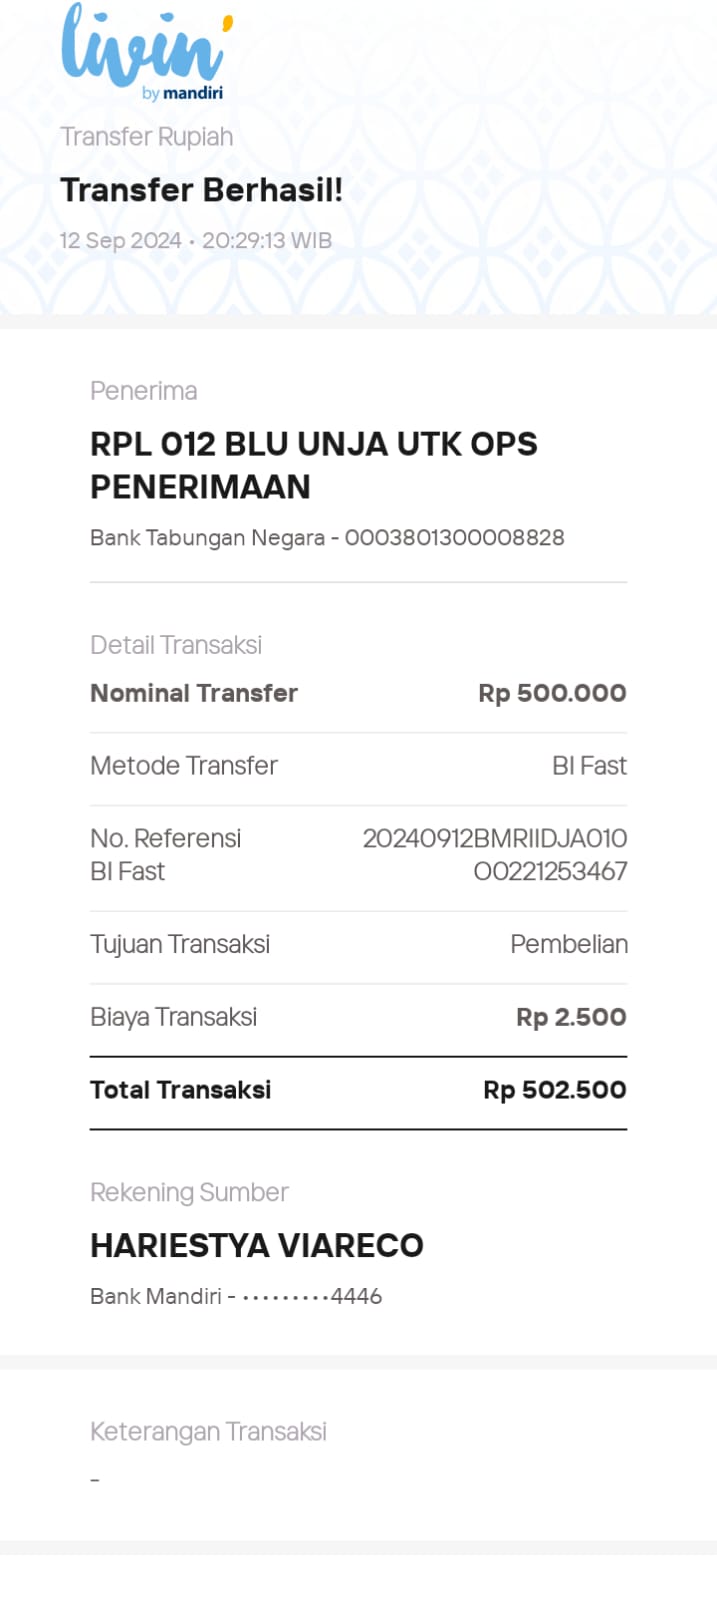 livin'
by mandiri
Transfer Rupiah
Transfer Berhasil!
12 Sep 2024 • 20:29:13 WIB
Penerima
RPL 012 BLU UNJA UTK OPS
PENERIMAAN
Bank Tabungan Negara - 0003801300008828
Detail Transaksi
Nominal Transfer Rp 500.000
Metode Transfer BI Fast
No. Referensi 20240912BMRIIDJA010
BI Fast O0221253467
Tujuan Transaksi Pembelian
Biaya Transaksi Rp 2.500
Total Transaksi Rp 502.500
Rekening Sumber
HARIESTYA VIARECO
Bank Mandiri - •••••••••4446
Keterangan Transaksi
-